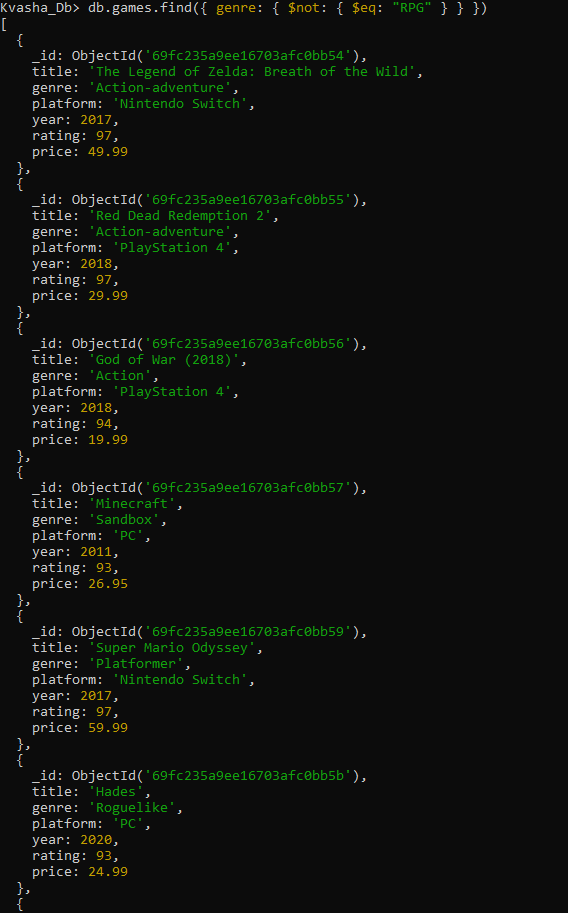 Kvasha_Db> db.games.find({ genre: { $not: { $eq: "RPG" } } })
[
  {
    _id: ObjectId('69fc235a9ee16703afc0bb54'),
    title: 'The Legend of Zelda: Breath of the Wild',
    genre: 'Action-adventure',
    platform: 'Nintendo Switch',
    year: 2017,
    rating: 97,
    price: 49.99
  },
  {
    _id: ObjectId('69fc235a9ee16703afc0bb55'),
    title: 'Red Dead Redemption 2',
    genre: 'Action-adventure',
    platform: 'PlayStation 4',
    year: 2018,
    rating: 97,
    price: 29.99
  },
  {
    _id: ObjectId('69fc235a9ee16703afc0bb56'),
    title: 'God of War (2018)',
    genre: 'Action',
    platform: 'PlayStation 4',
    year: 2018,
    rating: 94,
    price: 19.99
  },
  {
    _id: ObjectId('69fc235a9ee16703afc0bb57'),
    title: 'Minecraft',
    genre: 'Sandbox',
    platform: 'PC',
    year: 2011,
    rating: 93,
    price: 26.95
  },
  {
    _id: ObjectId('69fc235a9ee16703afc0bb59'),
    title: 'Super Mario Odyssey',
    genre: 'Platformer',
    platform: 'Nintendo Switch',
    year: 2017,
    rating: 97,
    price: 59.99
  },
  {
    _id: ObjectId('69fc235a9ee16703afc0bb5b'),
    title: 'Hades',
    genre: 'Roguelike',
    platform: 'PC',
    year: 2020,
    rating: 93,
    price: 24.99
  },
  {